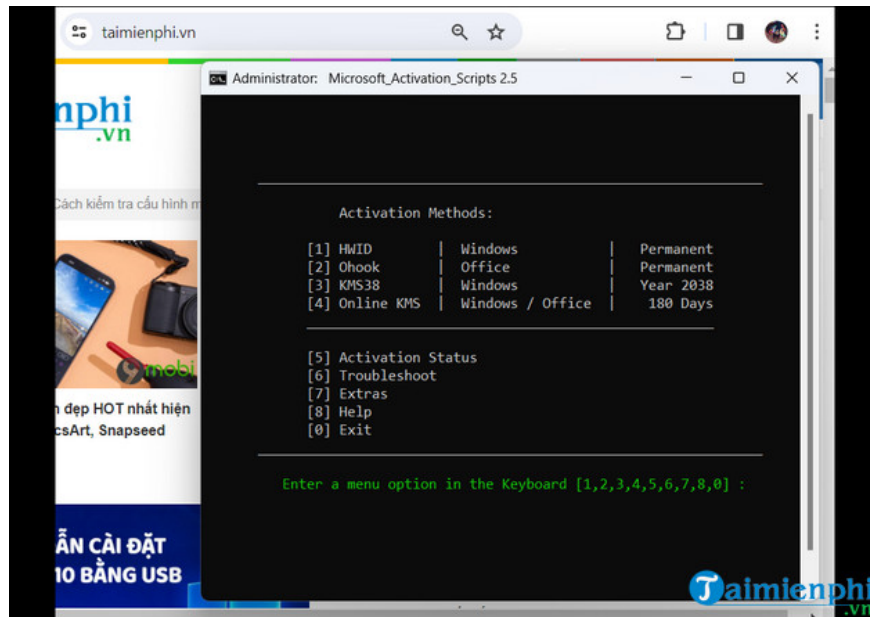 taimienphi.vn
Administrator: Microsoft_Activation_Scripts 2.5
nphi
.vn
Cách kiểm tra cấu hình m
Activation Methods:
[1] HWID | Windows | Permanent
[2] Ohook | Office | Permanent
[3] KMS38 | Windows | Year 2038
[4] Online KMS | Windows / Office | 180 Days
[5] Activation Status
[6] Troubleshoot
[7] Extras
[8] Help
[0] Exit
Enter a menu option in the Keyboard [1,2,3,4,5,6,7,8,0] :
9mobi
đẹp HOT nhất hiện
csArt, Snapseed
ẪN CÀI ĐẶT
10 BẰNG USB
Taimienphi
.vn